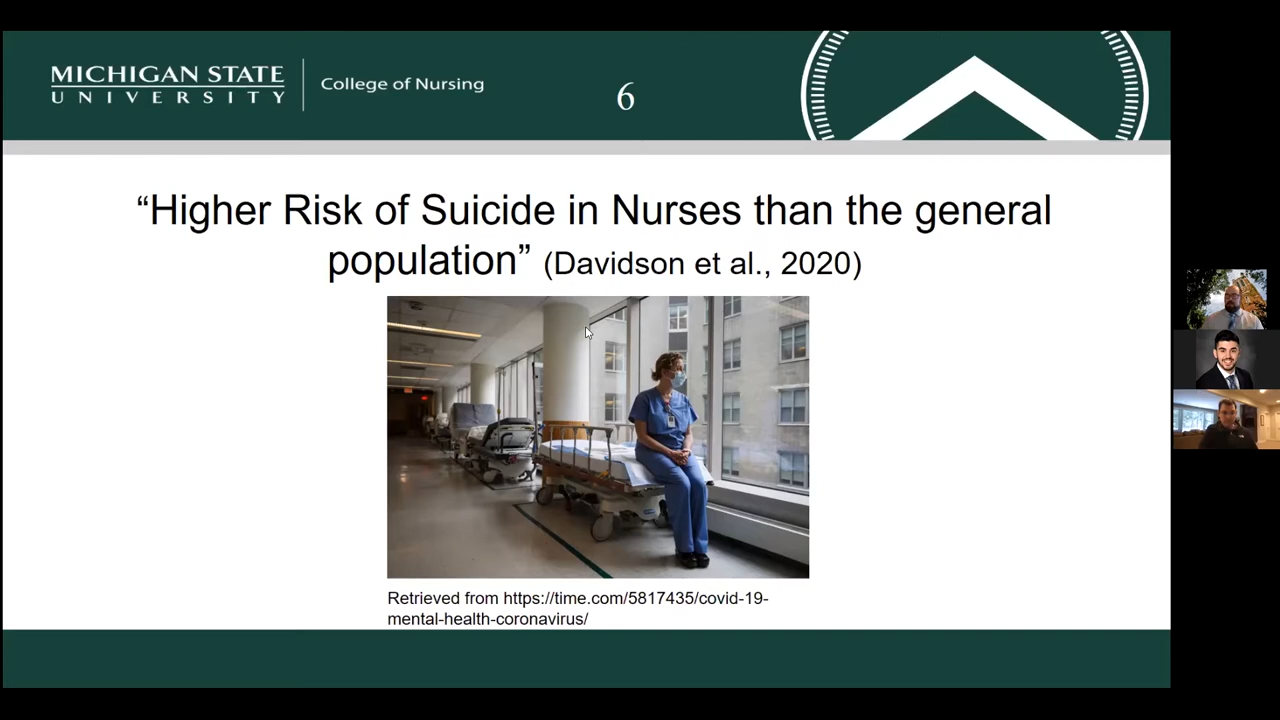 MICHIGAN STATE
UNIVERSITY
College of Nursing
6
“Higher Risk of Suicide in Nurses than the general
population” (Davidson et al., 2020)
Retrieved from https://time.com/5817435/covid-19-
mental-health-coronavirus/